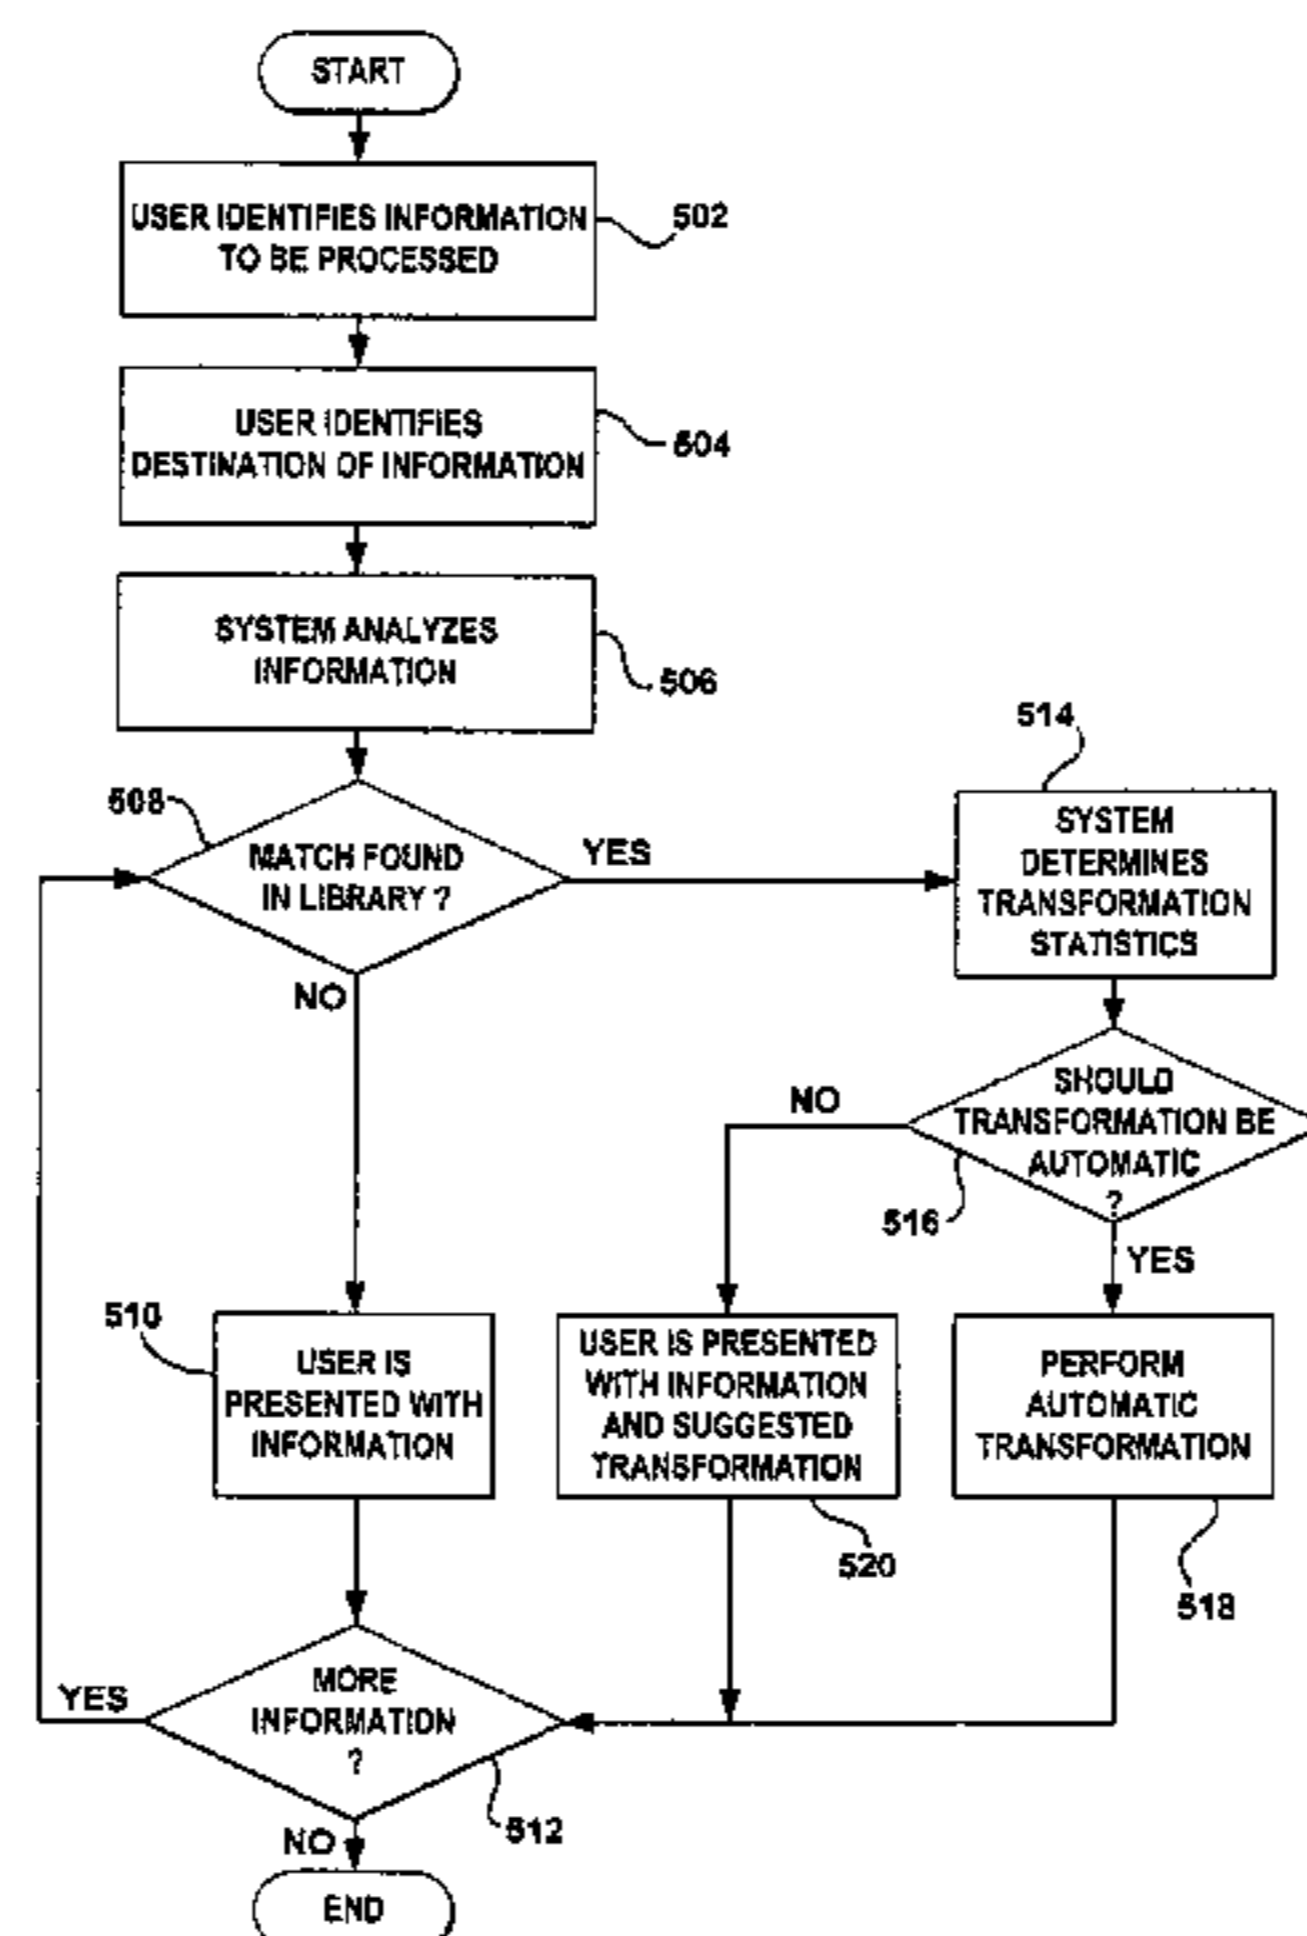 START
USER IDENTIFIES INFORMATION
TO BE PROCESSED
502
USER IDENTIFIES
DESTINATION OF INFORMATION
504
SYSTEM ANALYZES
INFORMATION
506
508
MATCH FOUND
IN LIBRARY ?
YES
NO
514
SYSTEM
DETERMINES
TRANSFORMATION
STATISTICS
SHOULD
TRANSFORMATION BE
AUTOMATIC
?
NO
516
YES
510
USER IS
PRESENTED WITH
INFORMATION
USER IS PRESENTED
WITH INFORMATION
AND SUGGESTED
TRANSFORMATION
520
PERFORM
AUTOMATIC
TRANSFORMATION
518
MORE
INFORMATION
?
YES
512
NO
END